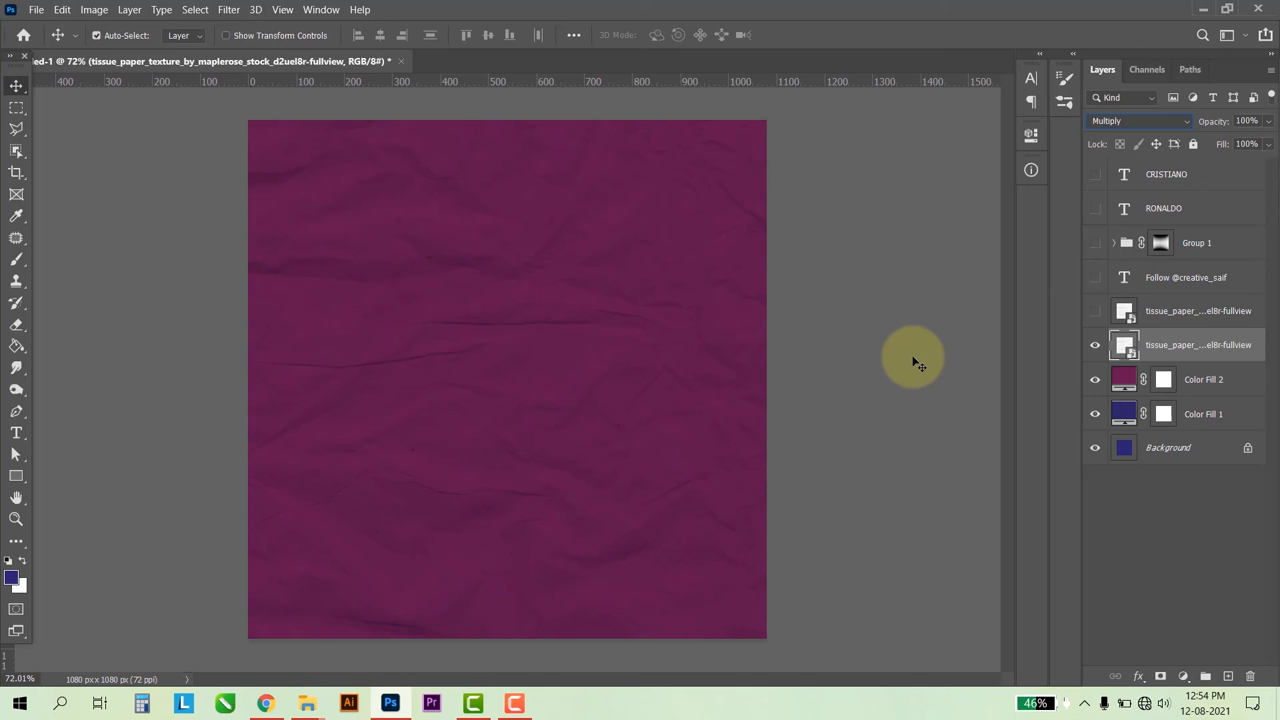 Ps File Edit Image Layer Type Select Filter 3D View Window Help
Auto-Select: Layer Show Transform Controls 3D Mode:
ed-1 @ 72% (tissue_paper_texture_by_maplerose_stock_d2uel8r-fullview, RGB/8#) *
400 300 200 100 0 100 200 300 400 500 600 700 800 900 1000 1100 1200 1300 1400 1500
Layers Channels Paths
Kind
Multiply Opacity: 100%
Lock: Fill: 100%
CRISTIANO
RONALDO
Group 1
Follow @creative_saif
tissue_paper_...el8r-fullview
tissue_paper_...el8r-fullview
Color Fill 2
Color Fill 1
Background
72.01% 1080 px x 1080 px (72 ppi)
Ai Ps Pr
46%
12:54 PM
12-08-2021